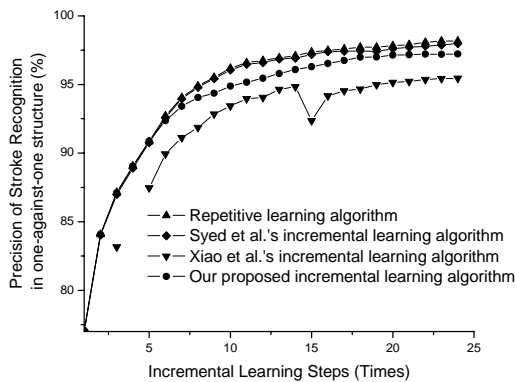 100
95
90
85
80
Precision of Stroke Recognition
in one-against-one structure (%)
Repetitive learning algorithm
Syed et al.'s incremental learning algorithm
Xiao et al.'s incremental learning algorithm
Our proposed incremental learning algorithm
5
10
15
20
25
Incremental Learning Steps (Times)